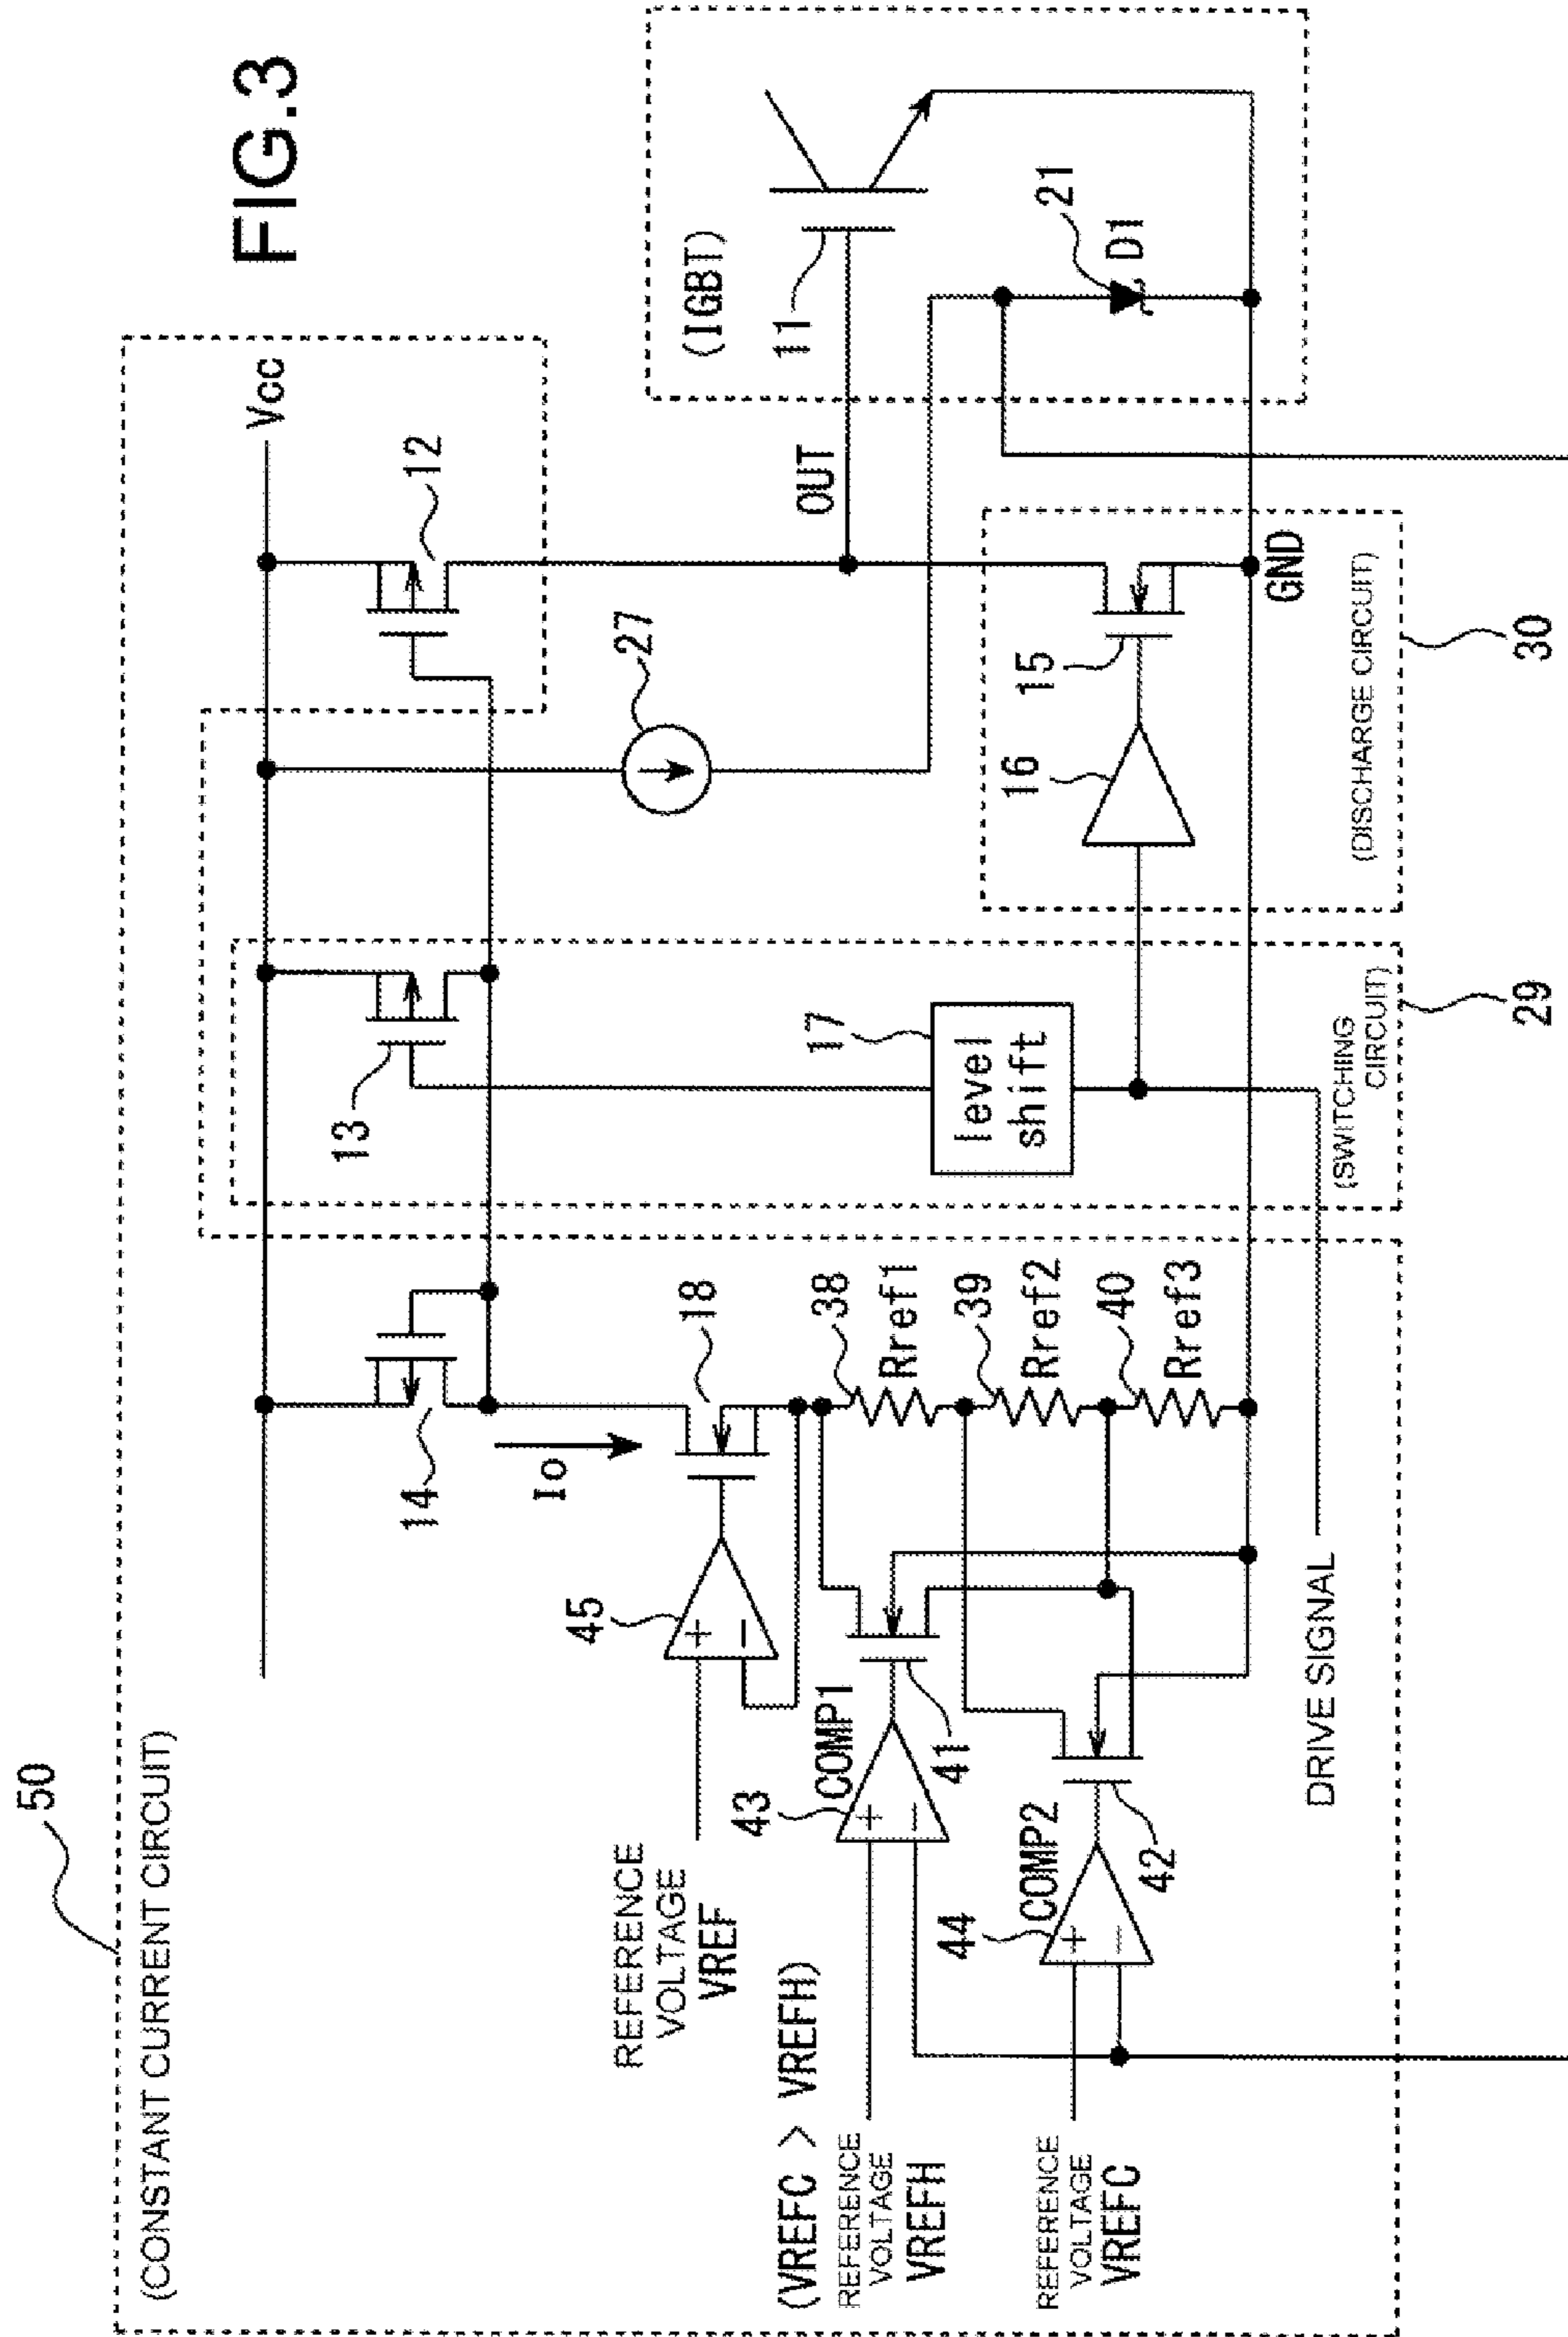 FIG.3
50
(CONSTANT CURRENT CIRCUIT)
Vcc
14
13
12
Io
27
(IGBT)
11
OUT
21
D1
45
+
−
18
REFERENCE
VOLTAGE
VREF
38
Rref1
39
Rref2
40
Rref3
17
level
shift
16
15
GND
(VREFC > VREFH)
REFERENCE
VOLTAGE
VREFH
43
COMP1
+
−
41
REFERENCE
VOLTAGE
VREFC
44
COMP2
+
−
42
DRIVE SIGNAL
(SWITCHING
CIRCUIT)
29
(DISCHARGE CIRCUIT)
30